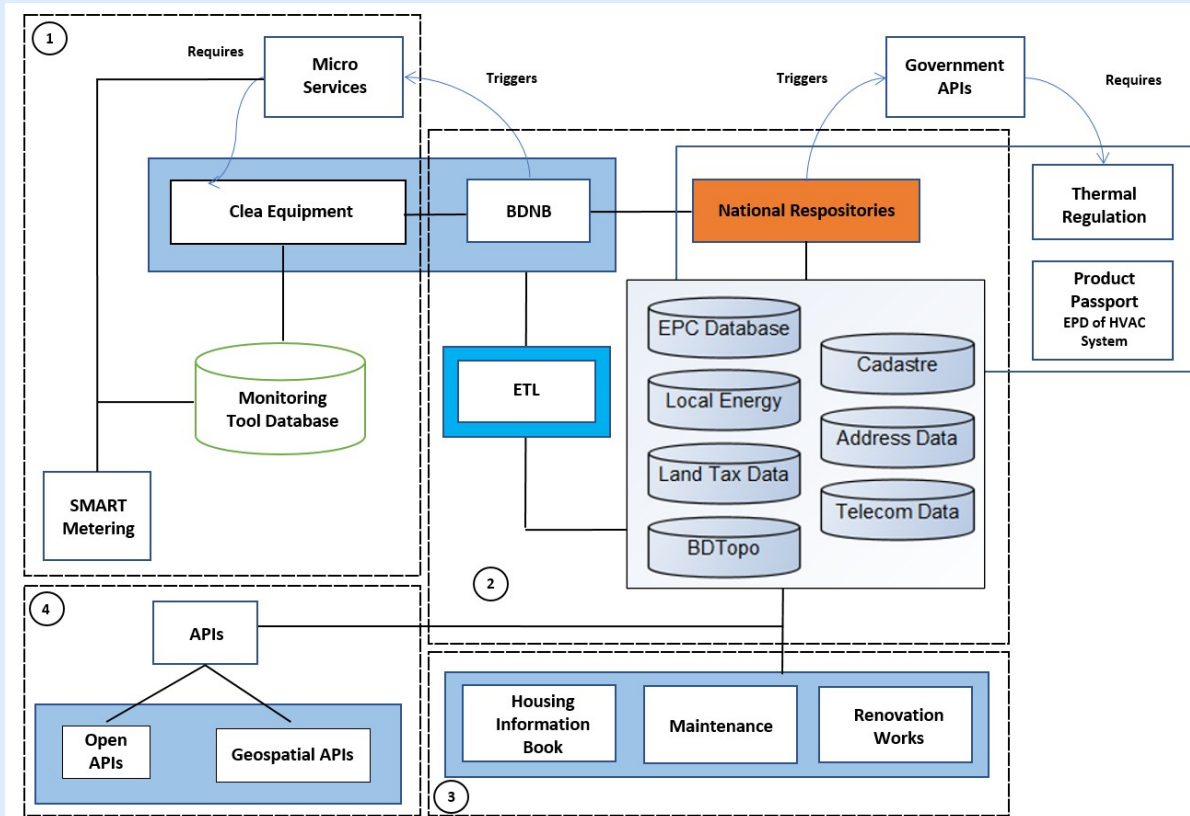 1
Requires
Micro
Services
Triggers
Triggers
Government
APIs
Requires
Clea Equipment
BDNB
National Respositories
Thermal
Regulation
Product
Passport
EPD of HVAC
System
EPC Database
Cadastre
Local Energy
Address Data
Land Tax Data
Telecom Data
BDTopo
ETL
Monitoring
Tool Database
SMART
Metering
2
4
APIs
Open
APIs
Geospatial APIs
Housing
Information
Book
Maintenance
Renovation
Works
3